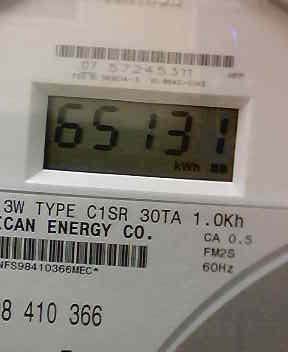 07 57245311
65131
kWh
3W TYPE C1SR 30TA 1.0Kh
CAN ENERGY CO.
CA 0.5
FM2S
NFS98410366MEC*
60Hz
8 410 366